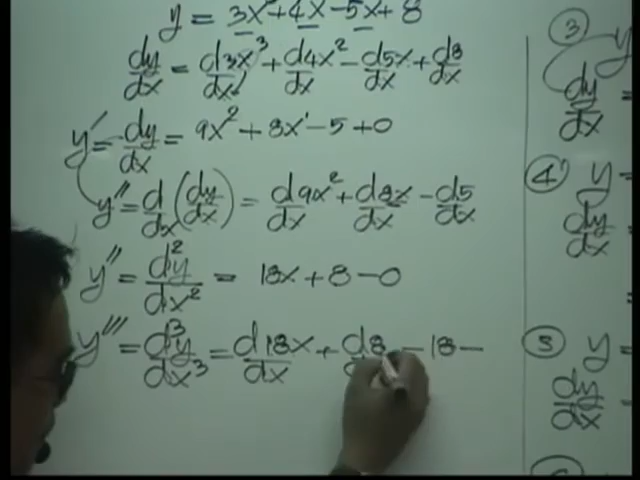 y = 3x³+4x²-5x+8
dy/dx = d3x³/dx + d4x²/dx - d5x/dx + d8/dx
y' = dy/dx = 9x² + 8x' - 5 + 0
y'' = d/dx (dy/dx) = d9x²/dx + d8x/dx - d5/dx
y'' = d²y/dx² = 18x + 8 - 0
y''' = d³y/dx³ = d18x/dx + d8 = 18 -
3
y
dy/dx =
4
y =
dy/dx =
5
y =
dy/dx =